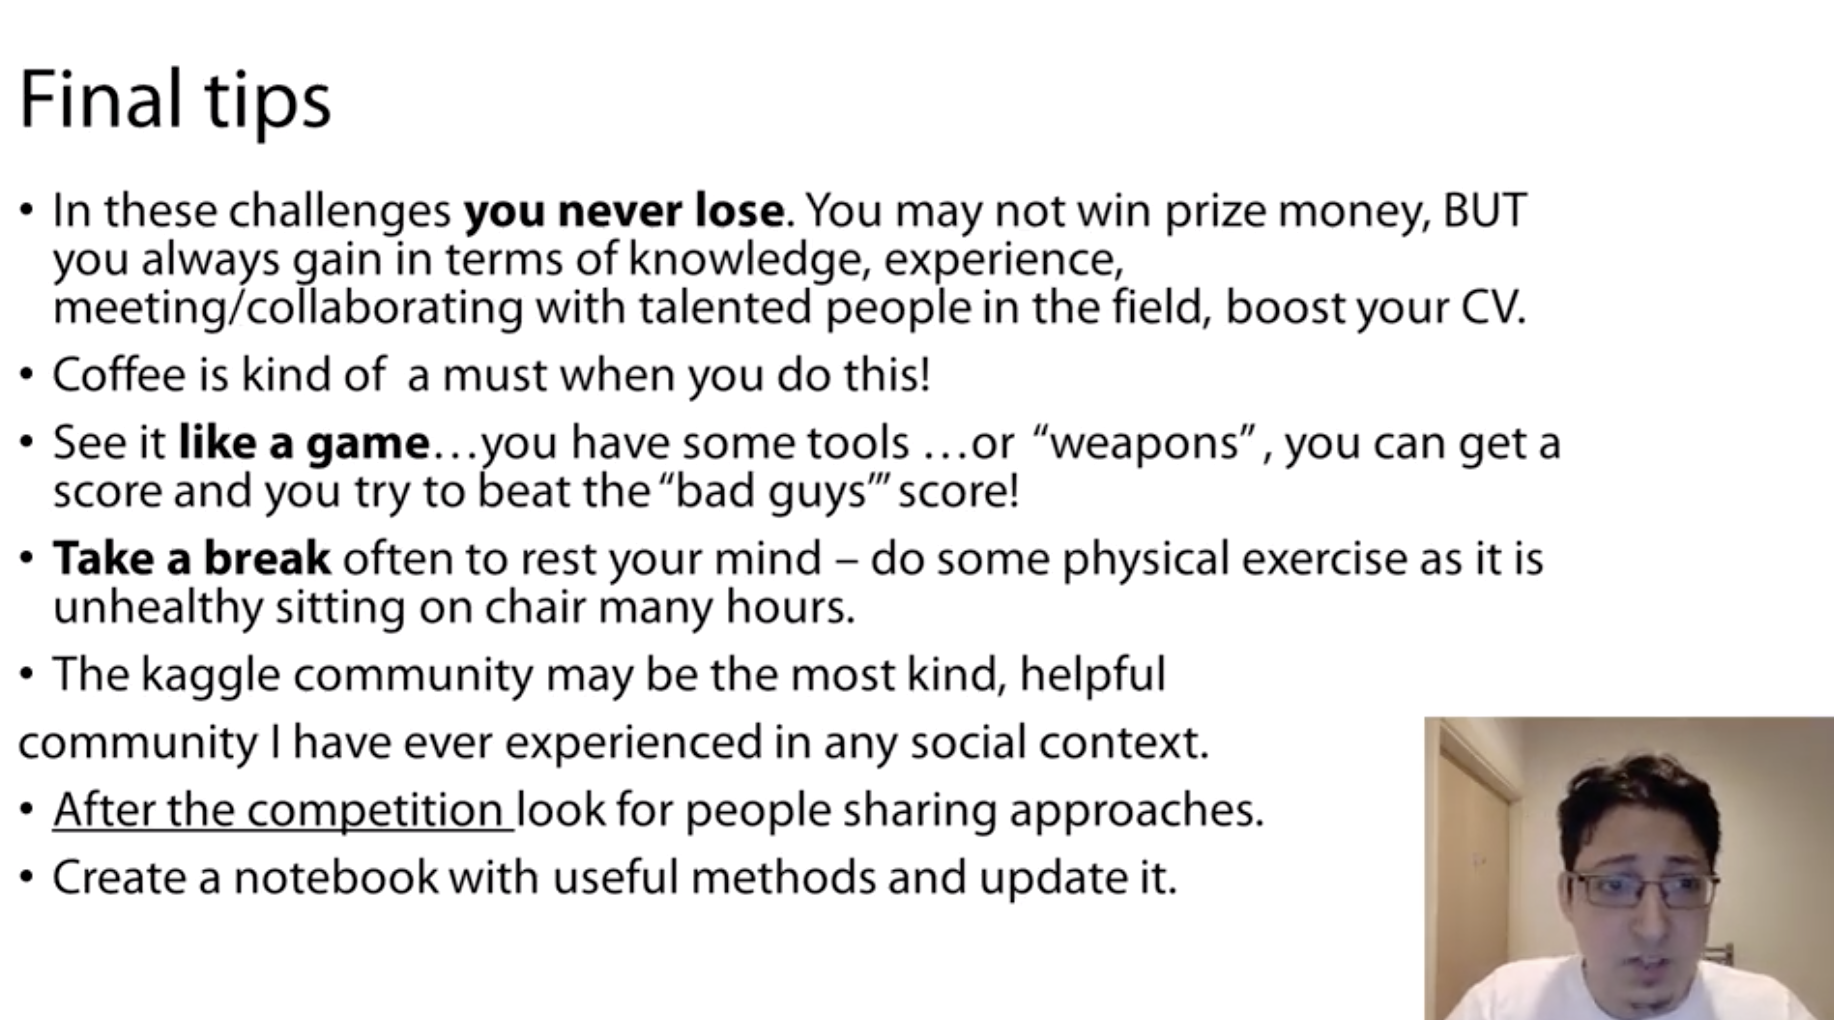 Final tips
• In these challenges you never lose. You may not win prize money, BUT
you always gain in terms of knowledge, experience,
meeting/collaborating with talented people in the field, boost your CV.
• Coffee is kind of a must when you do this!
• See it like a game…you have some tools …or “weapons”, you can get a
score and you try to beat the “bad guys’” score!
• Take a break often to rest your mind – do some physical exercise as it is
unhealthy sitting on chair many hours.
• The kaggle community may be the most kind, helpful
community I have ever experienced in any social context.
• After the competition look for people sharing approaches.
• Create a notebook with useful methods and update it.